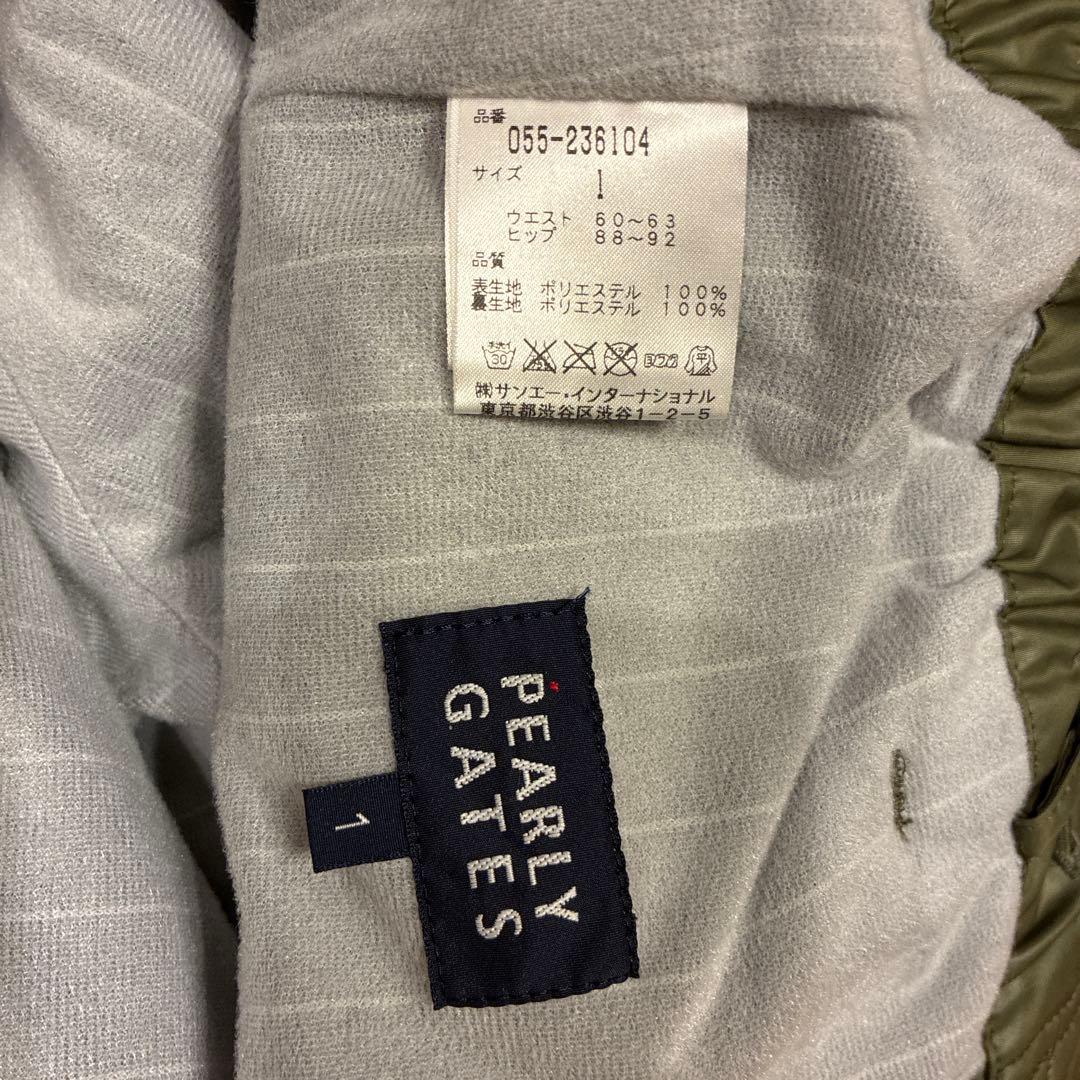 品番
055-236104
サイズ
1
ウエスト 60~63
ヒップ 88~92
品質
表生地 ポリエステル 100%
裏生地 ポリエステル 100%
30
平
㈱サンエー・インターナショナル
東京都渋谷区渋谷1-2-5
PEARLY
GATES
1